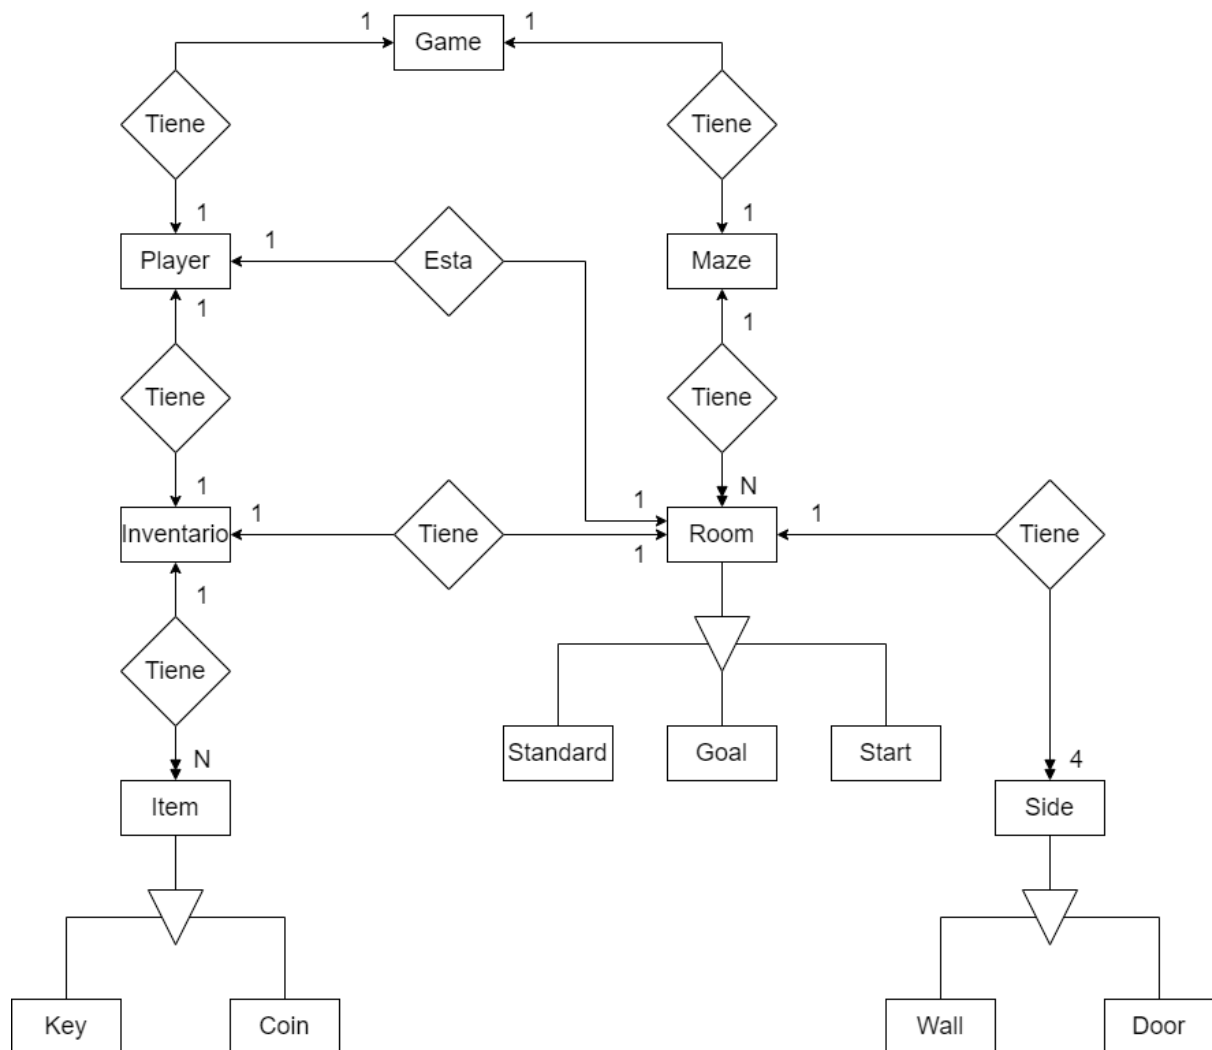 1
Game
1
Tiene
Tiene
1
1
Player
1
Esta
Maze
1
1
Tiene
Tiene
1
N
Inventario
1
Tiene
1
1
Room
1
Tiene
1
Tiene
N
Item
Standard
Goal
Start
4
Side
Key
Coin
Wall
Door